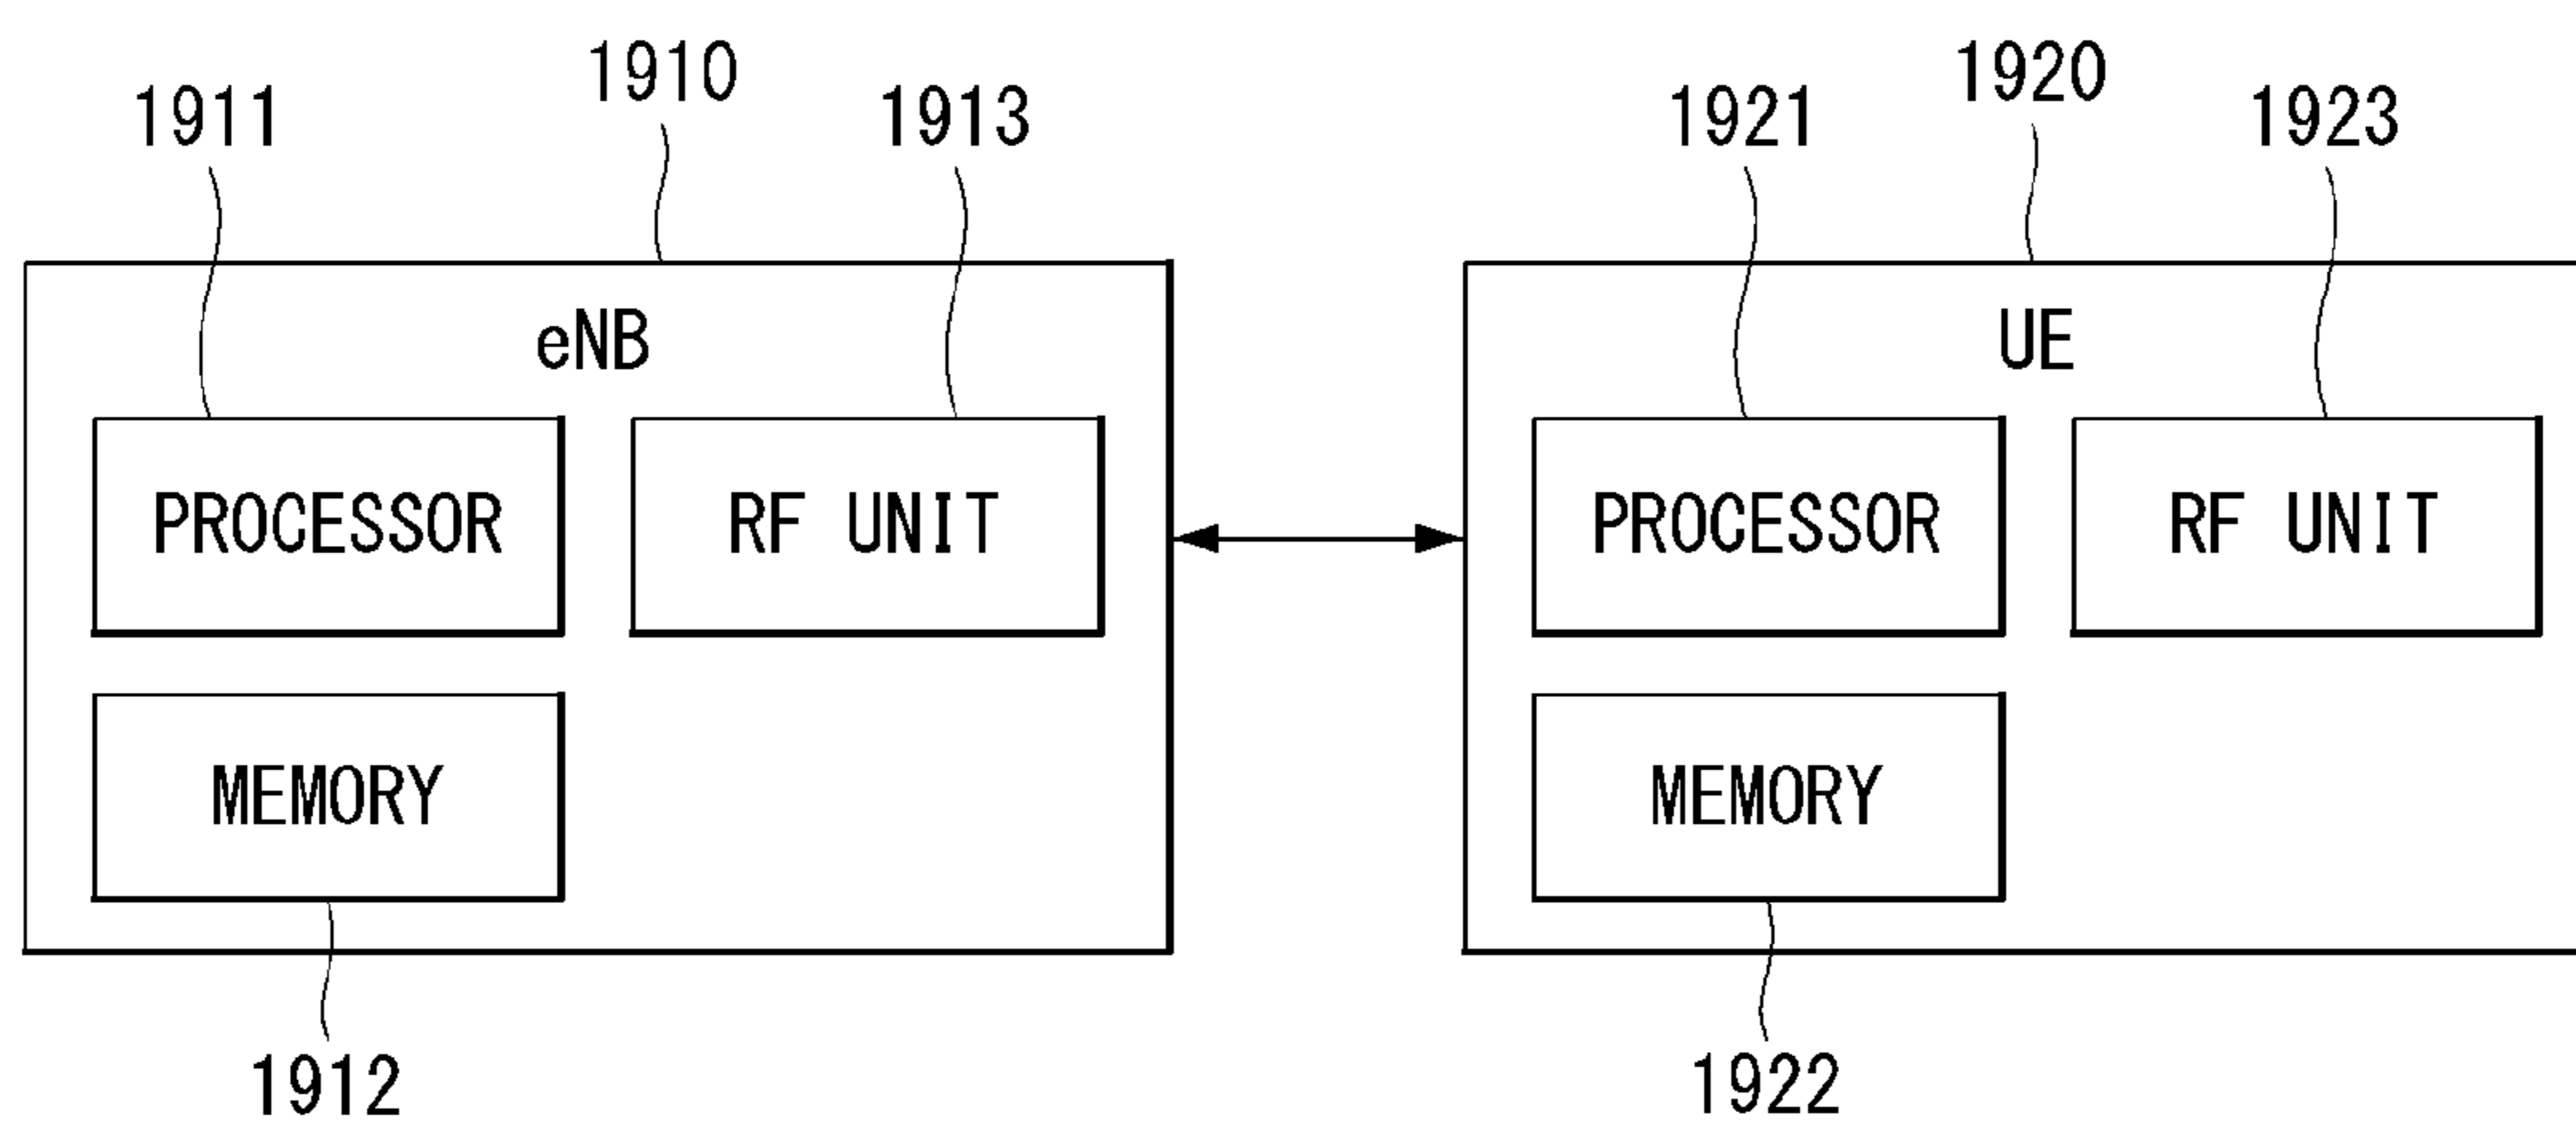 1910
1920
1911
1913
1921
1923
eNB
UE
PROCESSOR
RF UNIT
PROCESSOR
RF UNIT
MEMORY
MEMORY
1912
1922